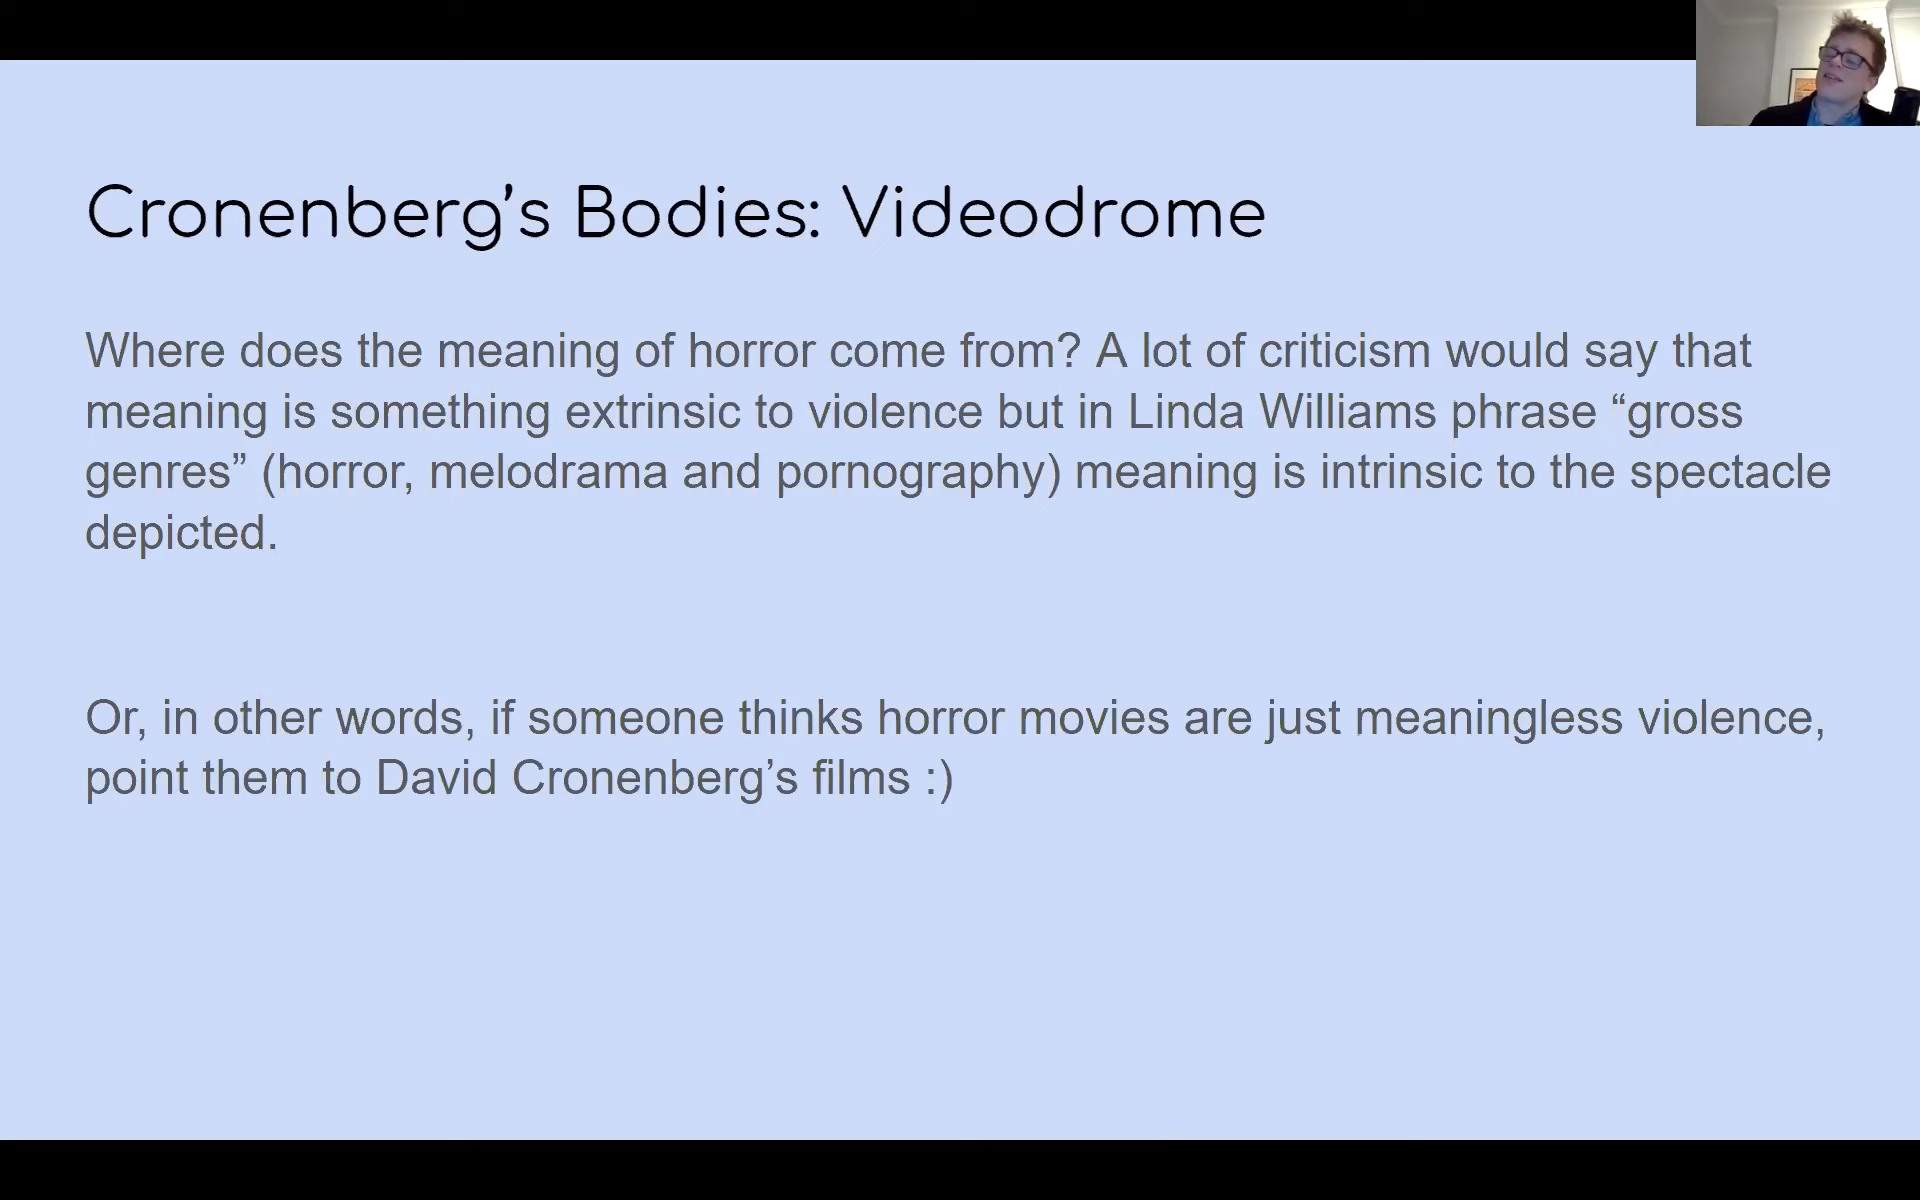 Cronenberg’s Bodies: Videodrome
Where does the meaning of horror come from? A lot of criticism would say that
meaning is something extrinsic to violence but in Linda Williams phrase “gross
genres” (horror, melodrama and pornography) meaning is intrinsic to the spectacle
depicted.
Or, in other words, if someone thinks horror movies are just meaningless violence,
point them to David Cronenberg’s films :)